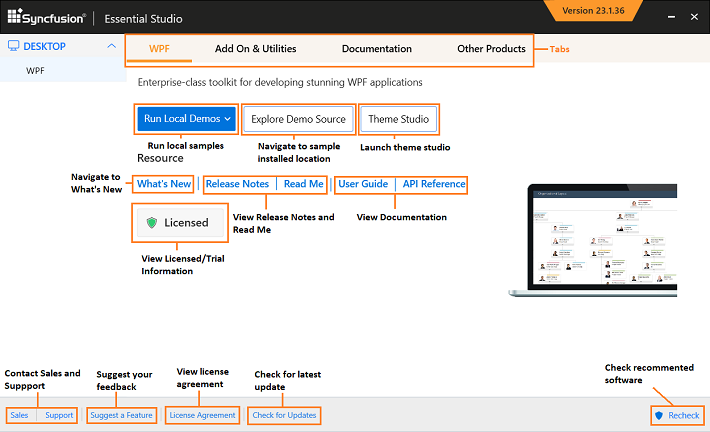 Syncfusion® Essential Studio
Version 23.1.36
DESKTOP
WPF
WPF Add On & Utilities Documentation Other Products
Tabs
Enterprise-class toolkit for developing stunning WPF applications
Run Local Demos Explore Demo Source Theme Studio
Run local samples
Navigate to sample
installed location
Launch theme studio
Resource
Navigate to
What's New
What's New Release Notes Read Me User Guide API Reference
View Release Notes and
Read Me
View Documentation
Licensed
View Licensed/Trial
Information
Contact Sales and
Suppport
Suggest your
feedback
View license
agreement
Check for latest
update
Check recommented
software
Sales Support Suggest a Feature License Agreement Check for Updates Recheck